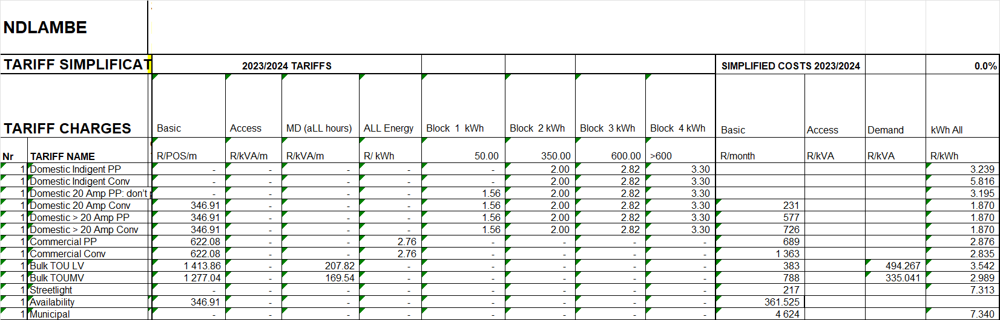 NDLAMBE
TARIFF SIMPLIFICAT 2023/2024 TARIFFS SIMPLIFIED COSTS 2023/2024 0.0%
TARIFF CHARGES Basic Access MD (aLL hours) ALL Energy Block 1 kWh Block 2 kWh Block 3 kWh Block 4 kWh Basic Access Demand kWh All
Nr TARIFF NAME R/POS/m R/kVA/m R/kVA/m R/ kWh 50.00 350.00 600.00 >600 R/month R/kVA R/kVA R/kWh
1 Domestic Indigent PP - - - - - 2.00 2.82 3.30 3.239
1 Domestic Indigent Conv - - - - - 2.00 2.82 3.30 5.816
1 Domestic 20 Amp PP: don't - - - - 1.56 2.00 2.82 3.30 3.195
1 Domestic 20 Amp Conv 346.91 - - - 1.56 2.00 2.82 3.30 231 1.870
1 Domestic > 20 Amp PP 346.91 - - - 1.56 2.00 2.82 3.30 577 1.870
1 Domestic > 20 Amp Conv 346.91 - - - 1.56 2.00 2.82 3.30 726 1.870
1 Commercial PP 622.08 - - 2.76 - - - - 689 2.876
1 Commercial Conv 622.08 - - 2.76 - - - - 1 363 2.835
1 Bulk TOU LV 1 413.86 - 207.82 - - - - - 383 494.267 3.542
1 Bulk TOUMV 1 277.04 - 169.54 - - - - - 788 335.041 2.989
1 Streetlight - - - - - - - - 217 7.313
1 Availability 346.91 - - - - - - - 361.525
1 Municipal - - - - - - - - 4 624 7.340